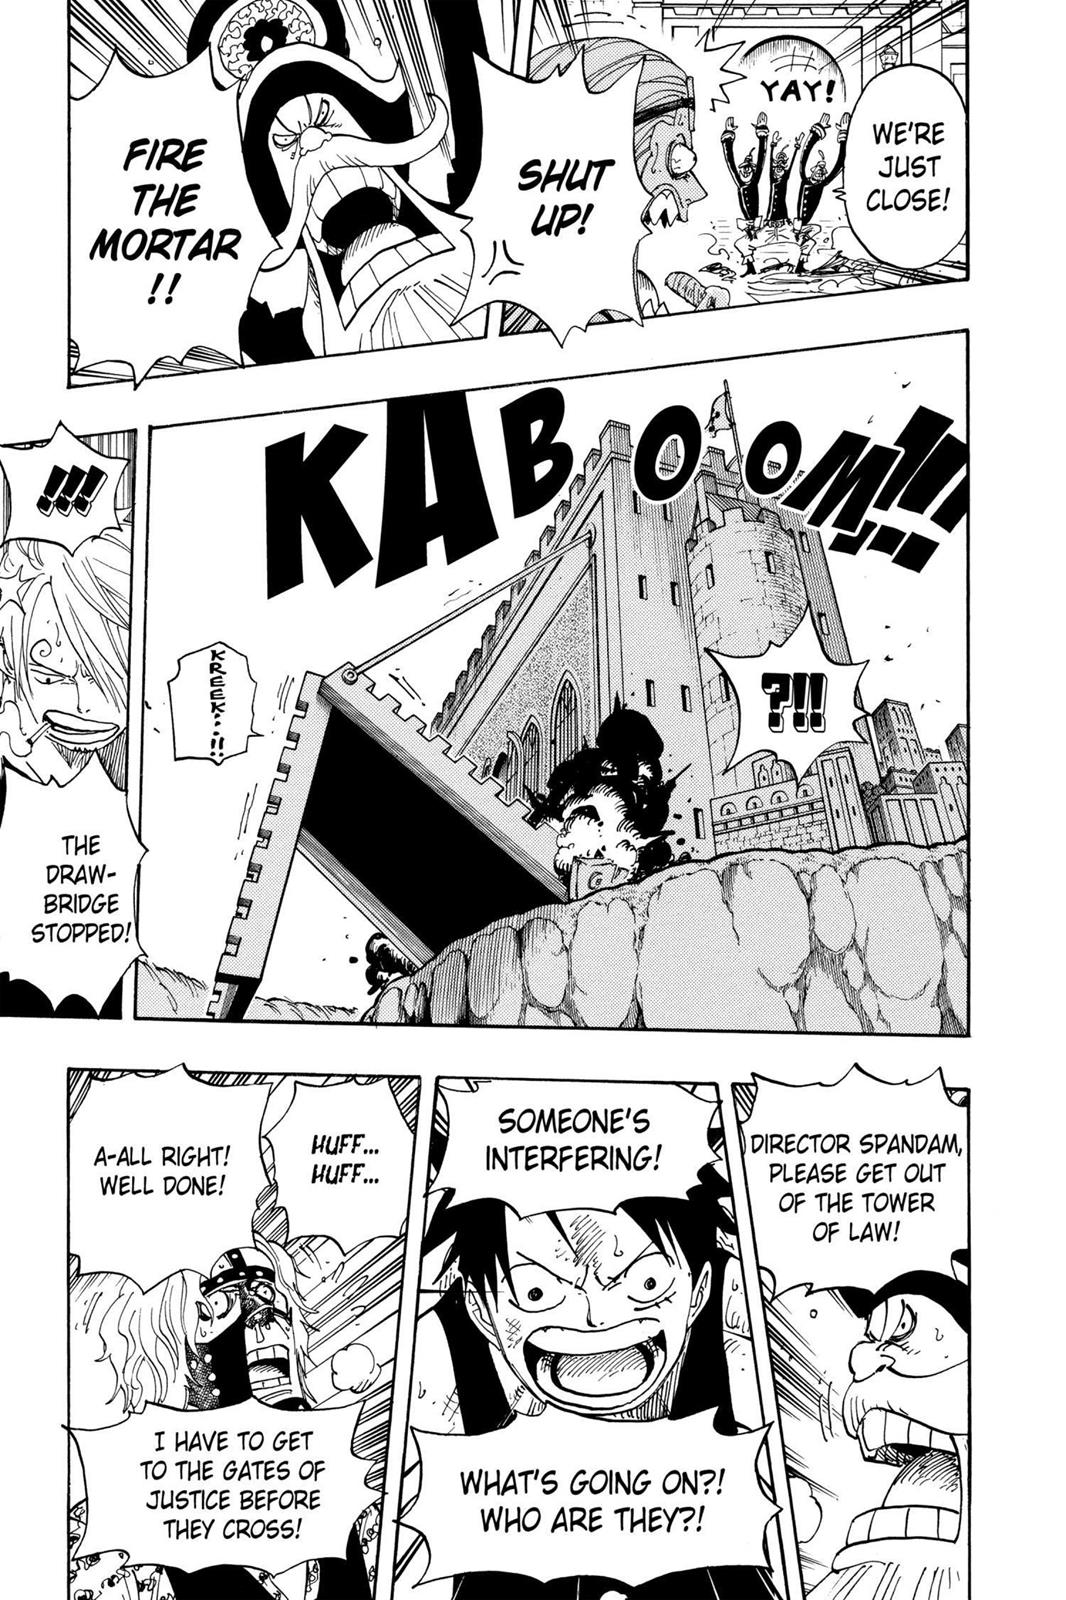 WE'RE
JUST
CLOSE!
YAY!
SHUT
UP!
FIRE
THE
MORTAR
!!
KABOOM!!!
?!!
KREEK...!!
G
!!!
THE
DRAW-
BRIDGE
STOPPED!
DIRECTOR SPANDAM,
PLEASE GET OUT
OF THE TOWER
OF LAW!
SOMEONE'S
INTERFERING!
WHAT'S GOING ON?!
WHO ARE THEY?!
HUFF...
HUFF...
A-ALL RIGHT!
WELL DONE!
I HAVE TO GET
TO THE GATES OF
JUSTICE BEFORE
THEY CROSS!